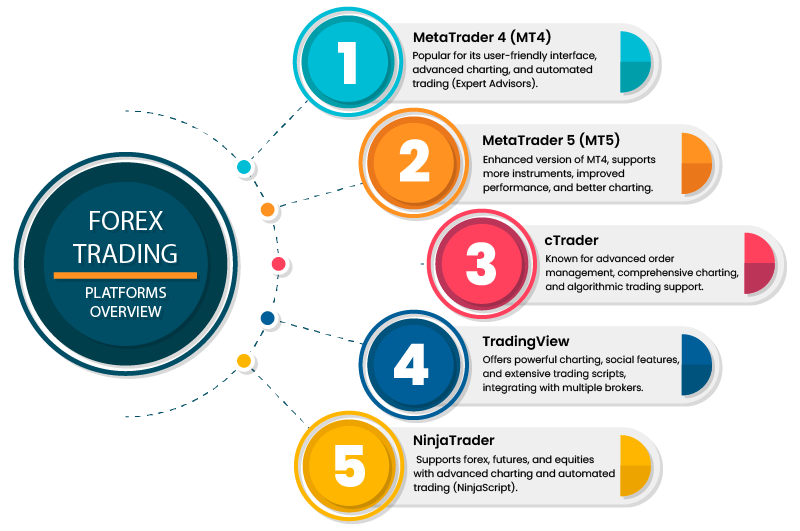 FOREX
TRADING
PLATFORMS
OVERVIEW
1
MetaTrader 4 (MT4)
Popular for its user-friendly interface,
advanced charting, and automated
trading (Expert Advisors).
2
MetaTrader 5 (MT5)
Enhanced version of MT4, supports
more instruments, improved
performance, and better charting.
3
cTrader
Known for advanced order
management, comprehensive charting,
and algorithmic trading support.
4
TradingView
Offers powerful charting, social features,
and extensive trading scripts,
integrating with multiple brokers.
5
NinjaTrader
Supports forex, futures, and equities
with advanced charting and automated
trading (NinjaScript).